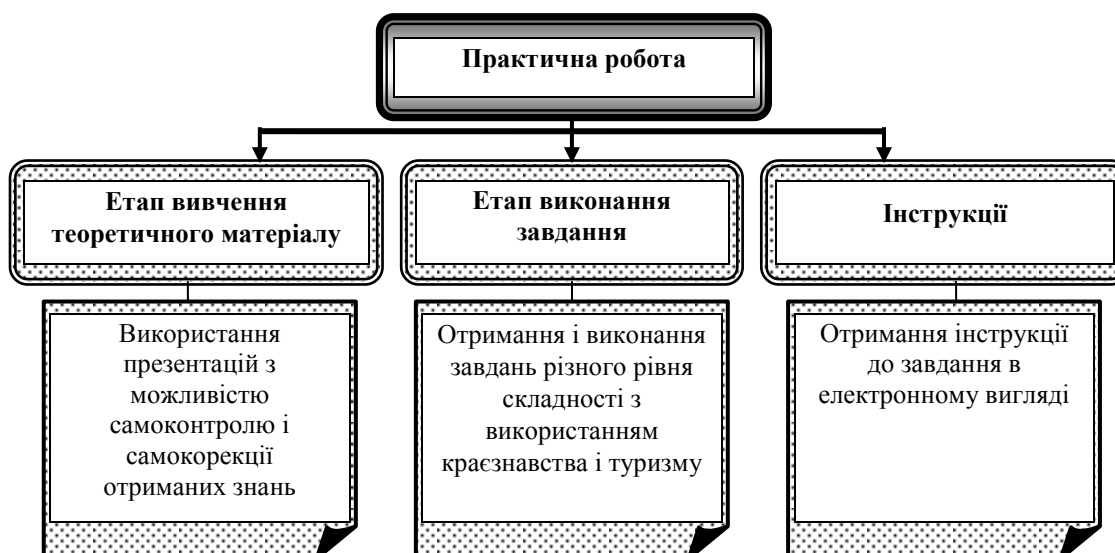 Практична робота
Етап вивчення
теоретичного матеріалу
Етап виконання
завдання
Інструкції
Використання
презентацій з
можливістю
самоконтролю і
самокорекції
отриманих знань
Отримання і виконання
завдань різного рівня
складності з
використанням
краєзнавства і туризму
Отримання інструкції
до завдання в
електронному вигляді